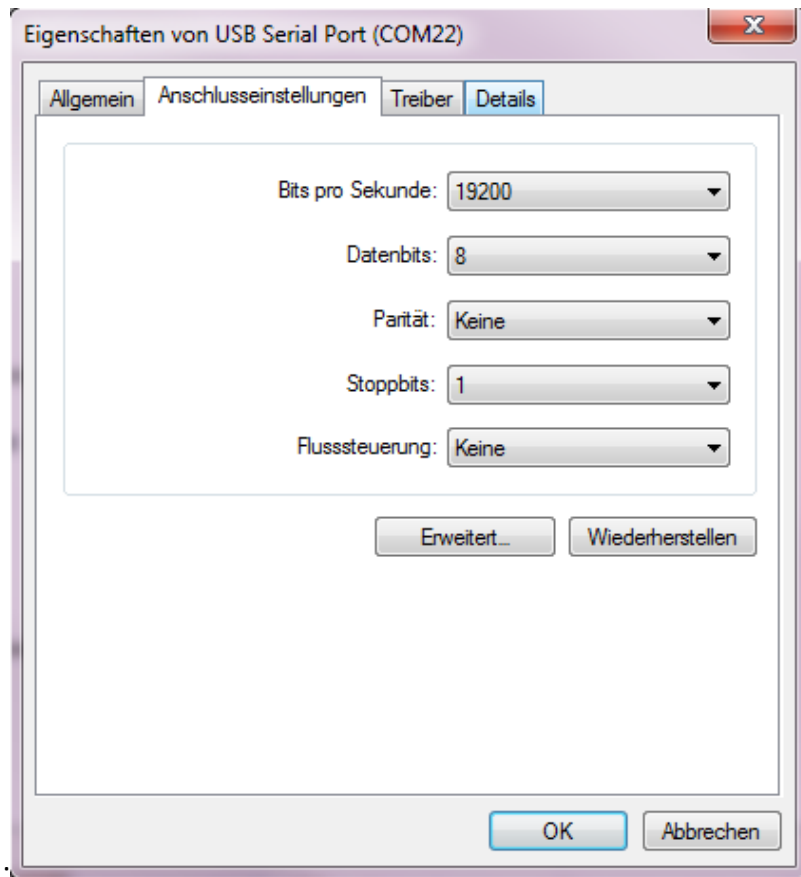 Eigenschaften von USB Serial Port (COM22)
Allgemein Anschlusseinstellungen Treiber Details
Bits pro Sekunde: 19200
Datenbits: 8
Parität: Keine
Stoppbits: 1
Flusssteuerung: Keine
Erweitert... Wiederherstellen
OK Abbrechen
.